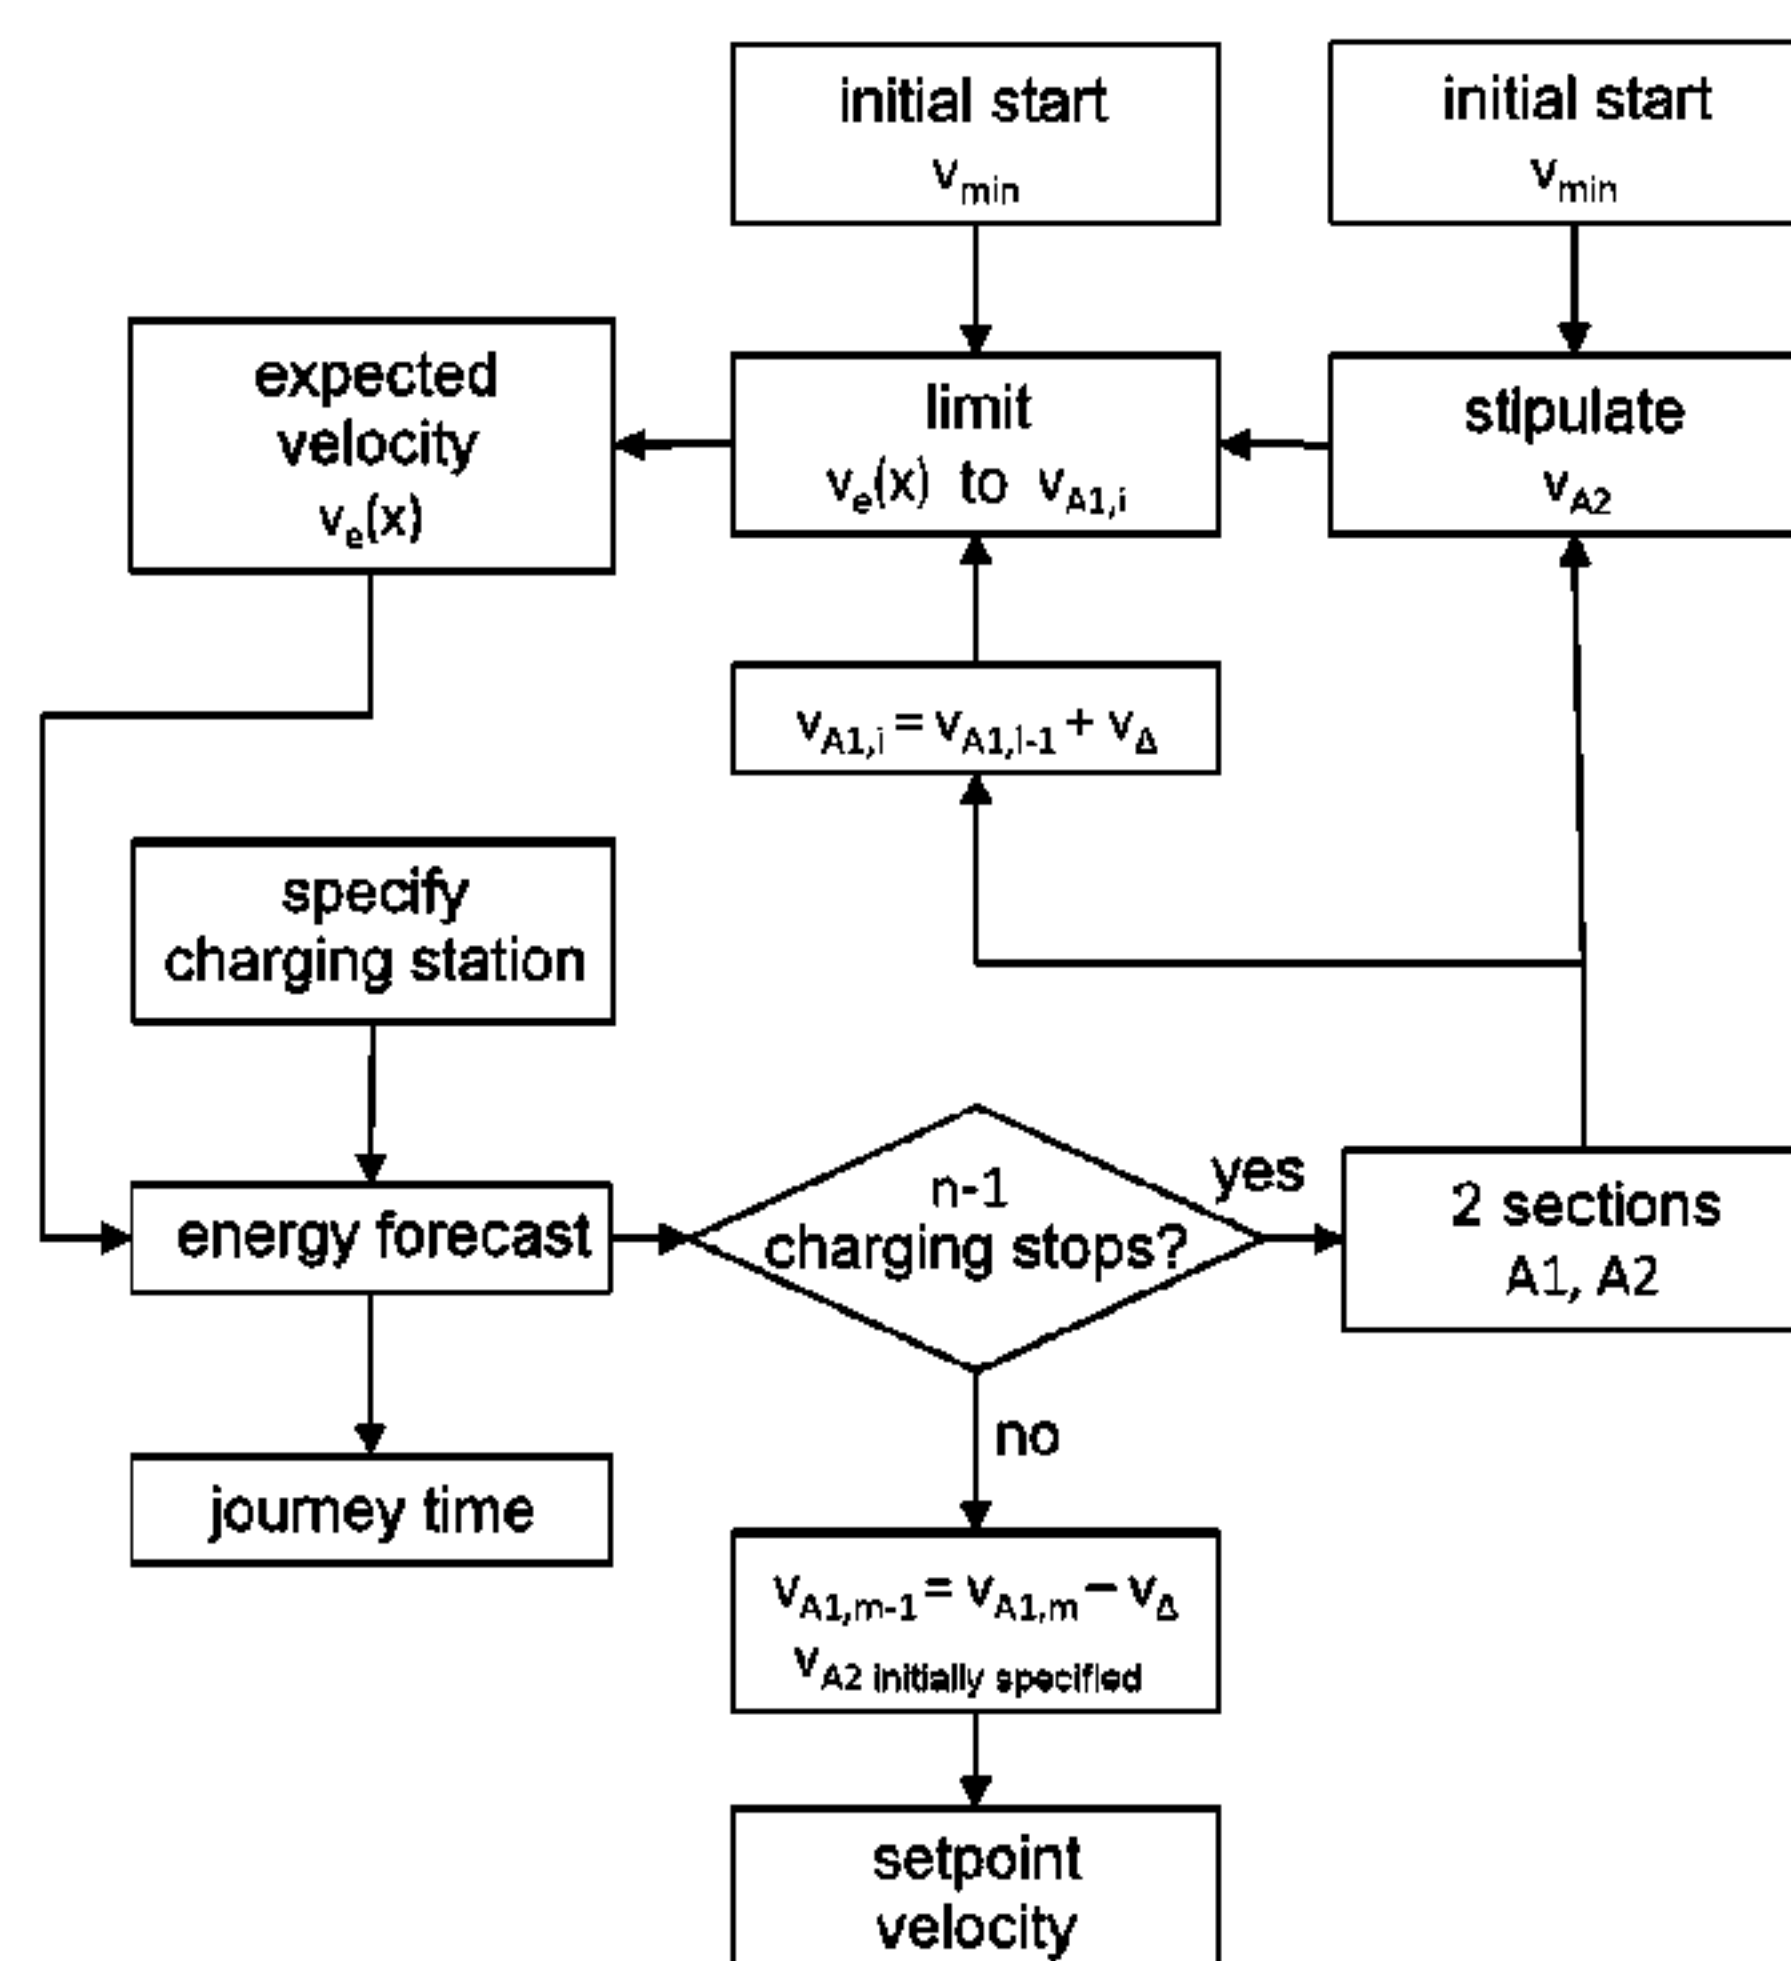 initial start
v_min
initial start
v_min
expected
velocity
v_e(x)
limit
v_e(x) to v_A1,i
stipulate
v_A2
v_A1,i = v_A1,i-1 + v_Δ
specify
charging station
energy forecast
n-1
charging stops?
yes
2 sections
A1, A2
no
journey time
v_A1,m-1 = v_A1,m – v_Δ
v_A2 initially specified
setpoint
velocity